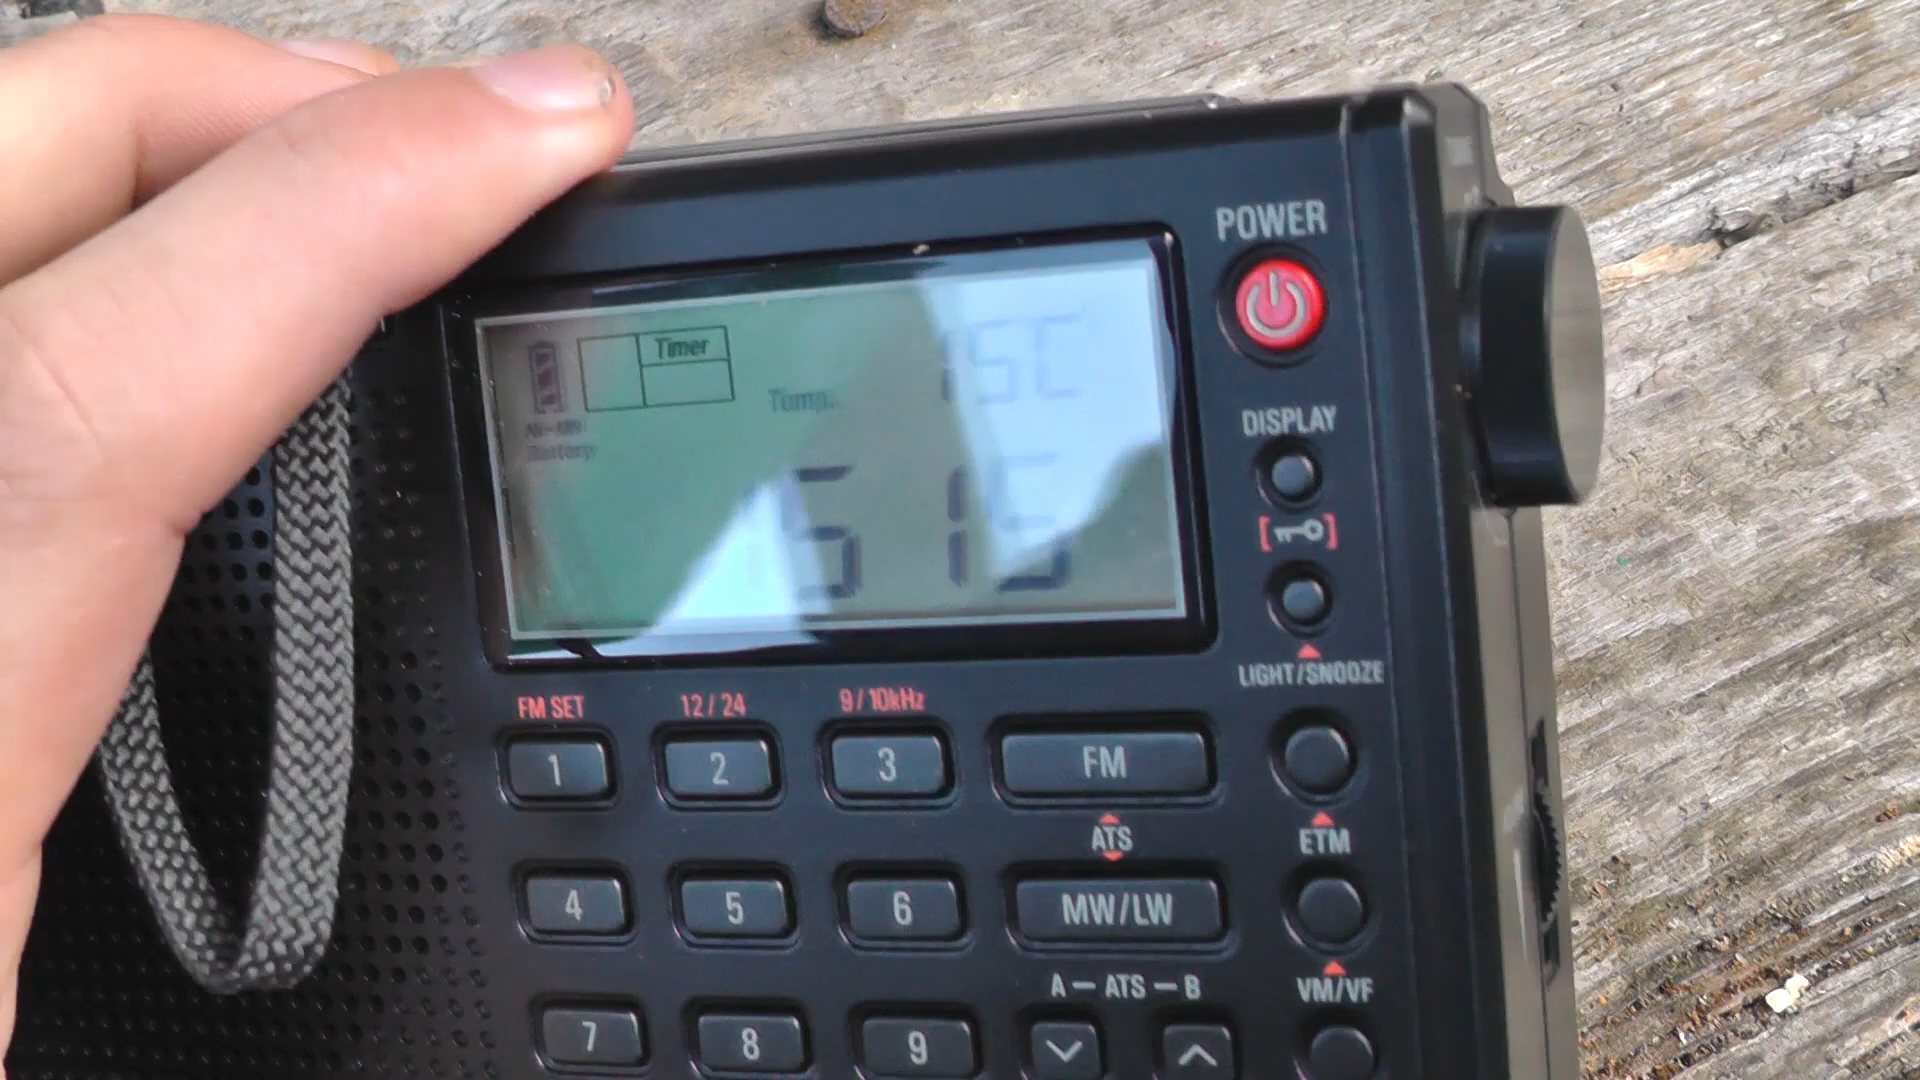 POWER
Timer
Temp. 15C
Ni-MH
Battery
DISPLAY
LIGHT/SNOOZE
FM SET 12/24 9/10kHz
1 2 3 FM
ATS
ETM
4 5 6 MW/LW
A — ATS — B
VM/VF
7 8 9